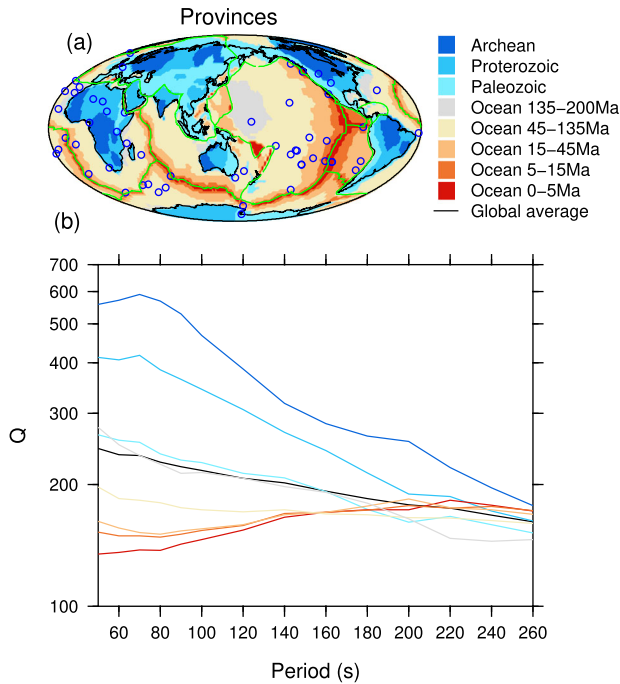 Provinces
(a)
Archean
Proterozoic
Paleozoic
Ocean 135−200Ma
Ocean 45−135Ma
Ocean 15−45Ma
Ocean 5−15Ma
Ocean 0−5Ma
Global average
(b)
700
600
500
400
300
200
100
Q
60 80 100 120 140 160 180 200 220 240 260
Period (s)